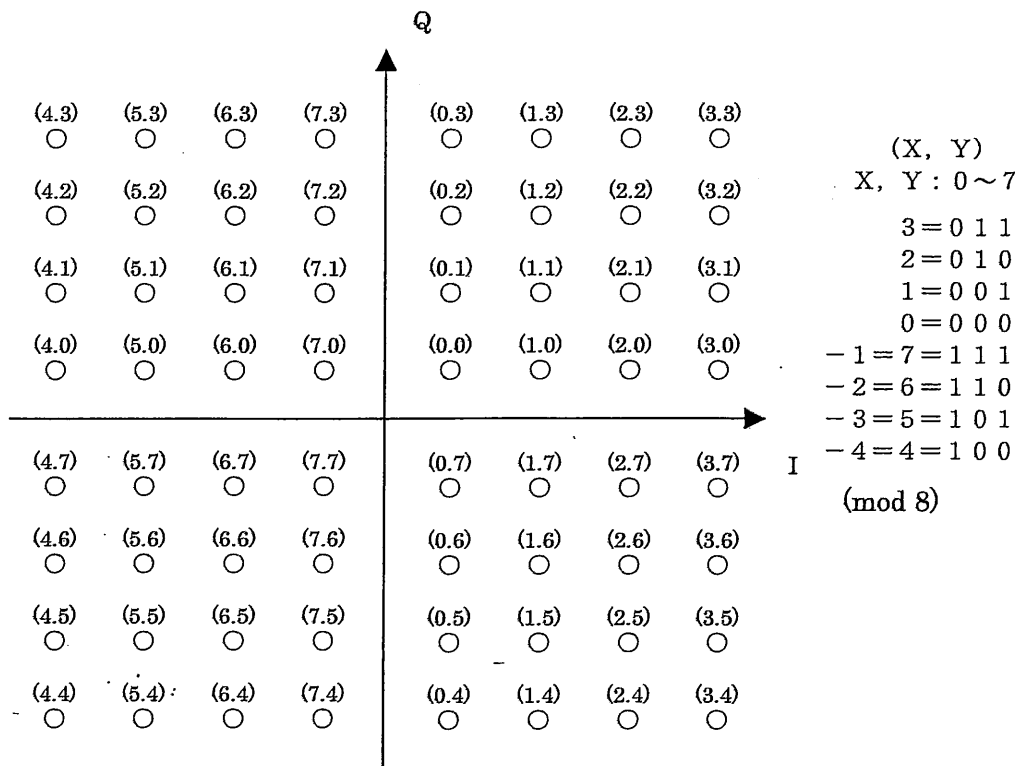 Q
(4.3) (5.3) (6.3) (7.3) (0.3) (1.3) (2.3) (3.3)
(4.2) (5.2) (6.2) (7.2) (0.2) (1.2) (2.2) (3.2)
(4.1) (5.1) (6.1) (7.1) (0.1) (1.1) (2.1) (3.1)
(4.0) (5.0) (6.0) (7.0) (0.0) (1.0) (2.0) (3.0)
I
(4.7) (5.7) (6.7) (7.7) (0.7) (1.7) (2.7) (3.7)
(4.6) (5.6) (6.6) (7.6) (0.6) (1.6) (2.6) (3.6)
(4.5) (5.5) (6.5) (7.5) (0.5) (1.5) (2.5) (3.5)
(4.4) (5.4) (6.4) (7.4) (0.4) (1.4) (2.4) (3.4)
(X, Y)
X, Y : 0～7
3=0 1 1
2=0 1 0
1=0 0 1
0=0 0 0
−1=7=1 1 1
−2=6=1 1 0
−3=5=1 0 1
−4=4=1 0 0
(mod 8)